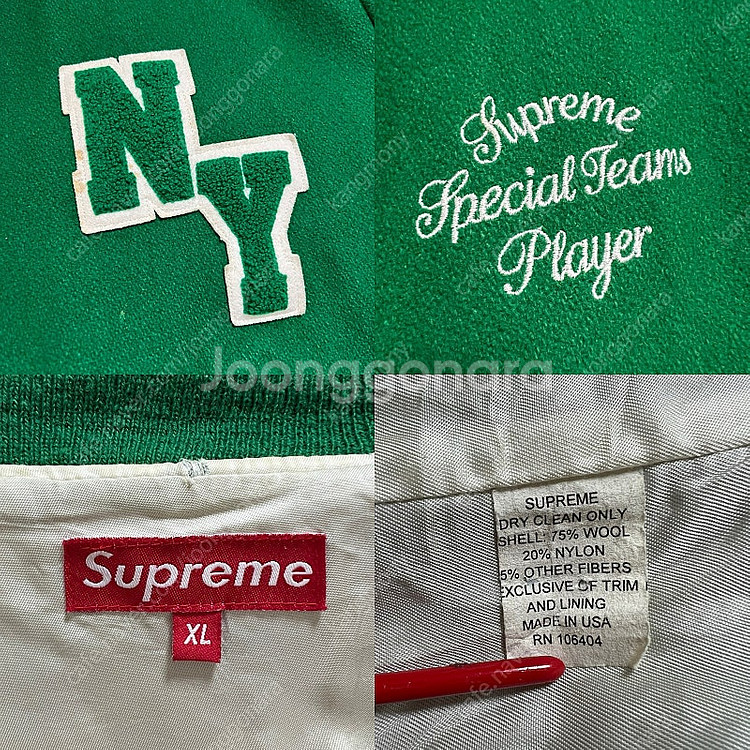 NY
Supreme
Special Teams
Player
Joonggonara
Supreme
XL
SUPREME
DRY CLEAN ONLY
SHELL: 75% WOOL
20% NYLON
5% OTHER FIBERS
EXCLUSIVE OF TRIM
AND LINING
MADE IN USA
RN 106404